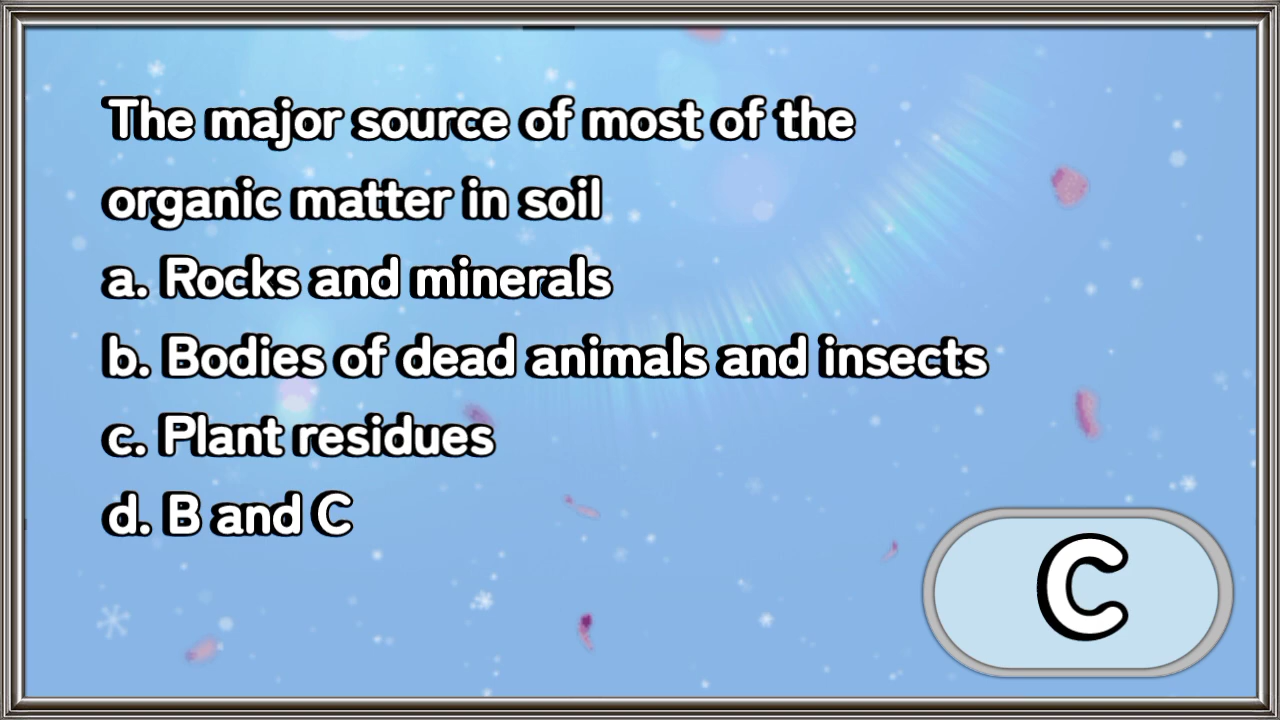 The major source of most of the
organic matter in soil
a. Rocks and minerals
b. Bodies of dead animals and insects
c. Plant residues
d. B and C
C